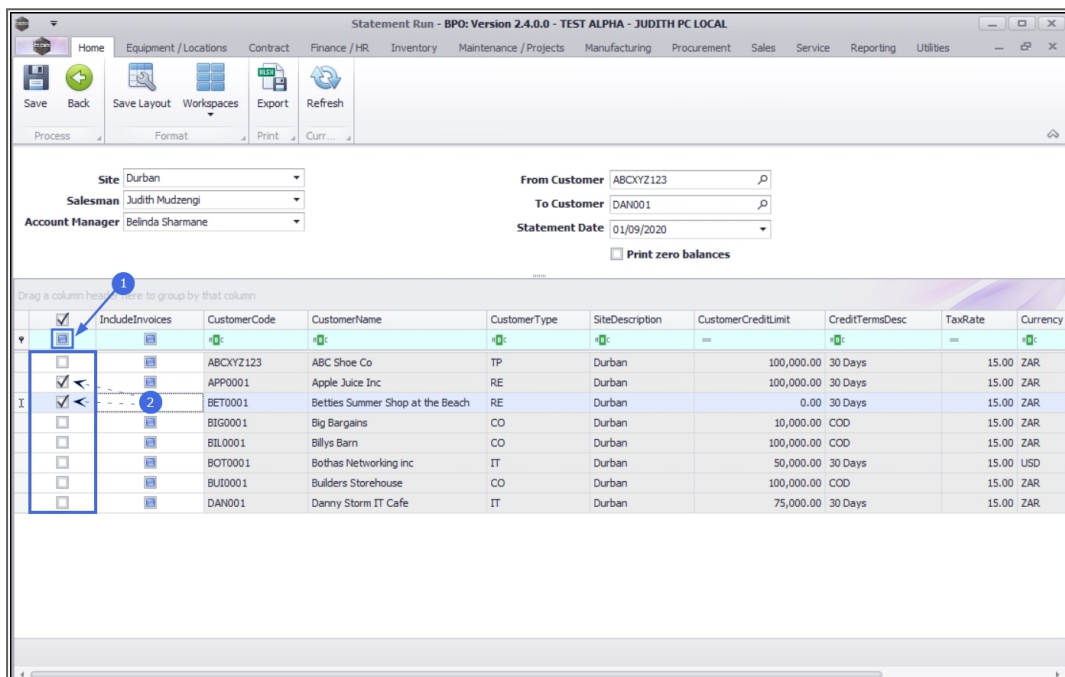 Statement Run - BPO: Version 2.4.0.0 - TEST ALPHA - JUDITH PC LOCAL
Home Equipment / Locations Contract Finance / HR Inventory Maintenance / Projects Manufacturing Procurement Sales Service Reporting Utilities
Save Back Save Layout Workspaces Export Refresh
Process Format Print Curr...
Site Durban
Salesman Judith Mudzengi
Account Manager Belinda Sharmane
From Customer ABCXYZ123
To Customer DAN001
Statement Date 01/09/2020
Print zero balances
1
Drag a column header here to group by that column
IncludeInvoices CustomerCode CustomerName CustomerType SiteDescription CustomerCreditLimit CreditTermsDesc TaxRate Currency
ABCXYZ123 ABC Shoe Co TP Durban 100,000.00 30 Days 15.00 ZAR
APP0001 Apple Juice Inc RE Durban 100,000.00 30 Days 15.00 ZAR
2 BET0001 Betties Summer Shop at the Beach RE Durban 0.00 30 Days 15.00 ZAR
BIG0001 Big Bargains CO Durban 10,000.00 COD 15.00 ZAR
BIL0001 Billys Barn CO Durban 100,000.00 COD 15.00 ZAR
BOT0001 Bothas Networking inc IT Durban 50,000.00 30 Days 15.00 USD
BUI0001 Builders Storehouse CO Durban 100,000.00 COD 15.00 ZAR
DAN001 Danny Storm IT Cafe IT Durban 75,000.00 30 Days 15.00 ZAR